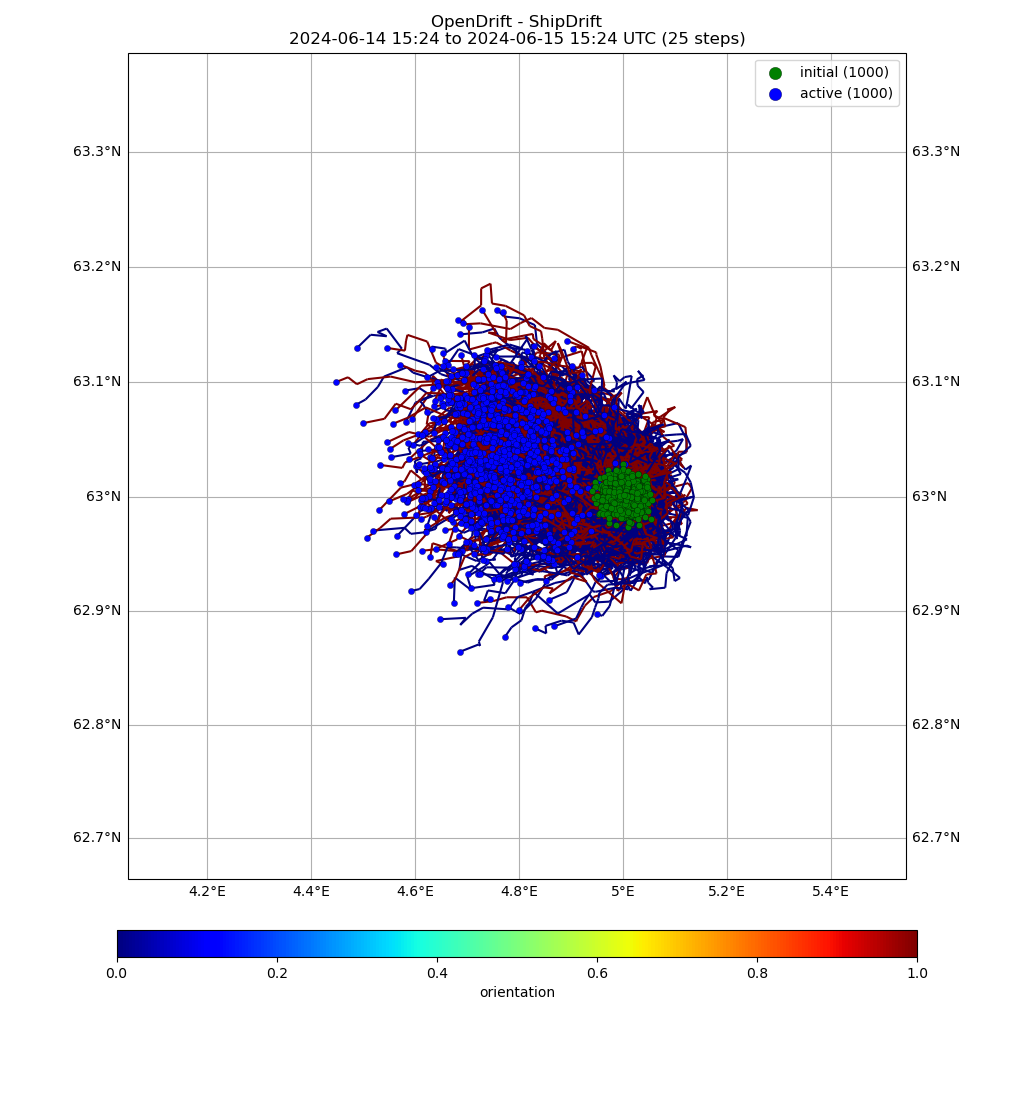 OpenDrift - ShipDrift
2024-06-14 15:24 to 2024-06-15 15:24 UTC (25 steps)
initial (1000)
active (1000)
63.3°N 63.3°N
63.2°N 63.2°N
63.1°N 63.1°N
63°N 63°N
62.9°N 62.9°N
62.8°N 62.8°N
62.7°N 62.7°N
4.2°E 4.4°E 4.6°E 4.8°E 5°E 5.2°E 5.4°E
0.0 0.2 0.4 0.6 0.8 1.0
orientation